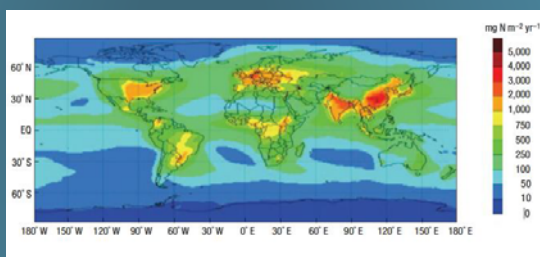 mg N m⁻² yr⁻¹
5,000
4,000
3,000
2,000
1,000
750
500
250
100
50
10
0
60˚ N
30˚ N
EQ
30˚ S
60˚ S
180˚ W 150˚ W 120˚ W 90˚ W 60˚ W 30˚ W 0˚ 30˚ E 60˚ E 90˚ E 120˚ E 150˚ E 180˚ E